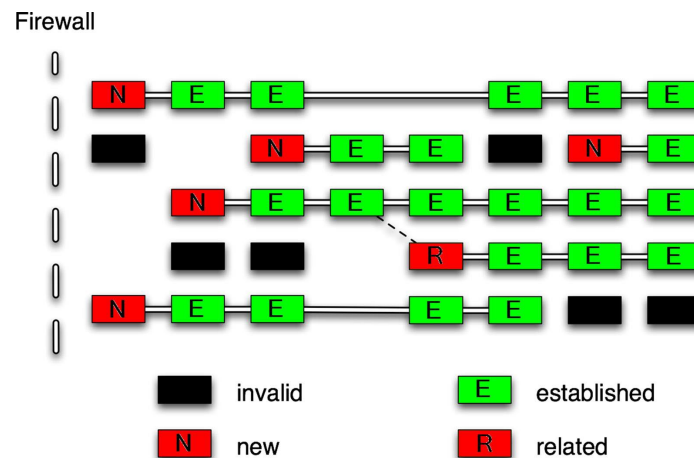 Firewall
N E E E E E
N E E N E
N E E E E E E
R E E E
N E E E E
invalid E established
N new R related